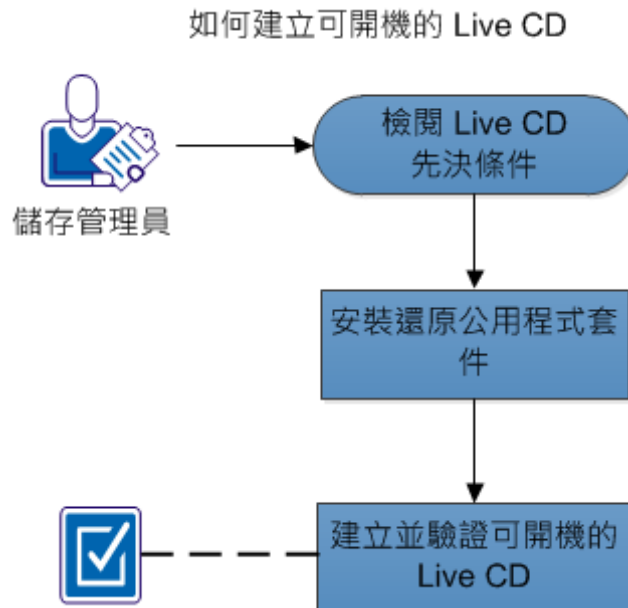 如何建立可開機的 Live CD
檢閱 Live CD
先決條件
儲存管理員
安裝還原公用程式套
件
建立並驗證可開機的
Live CD